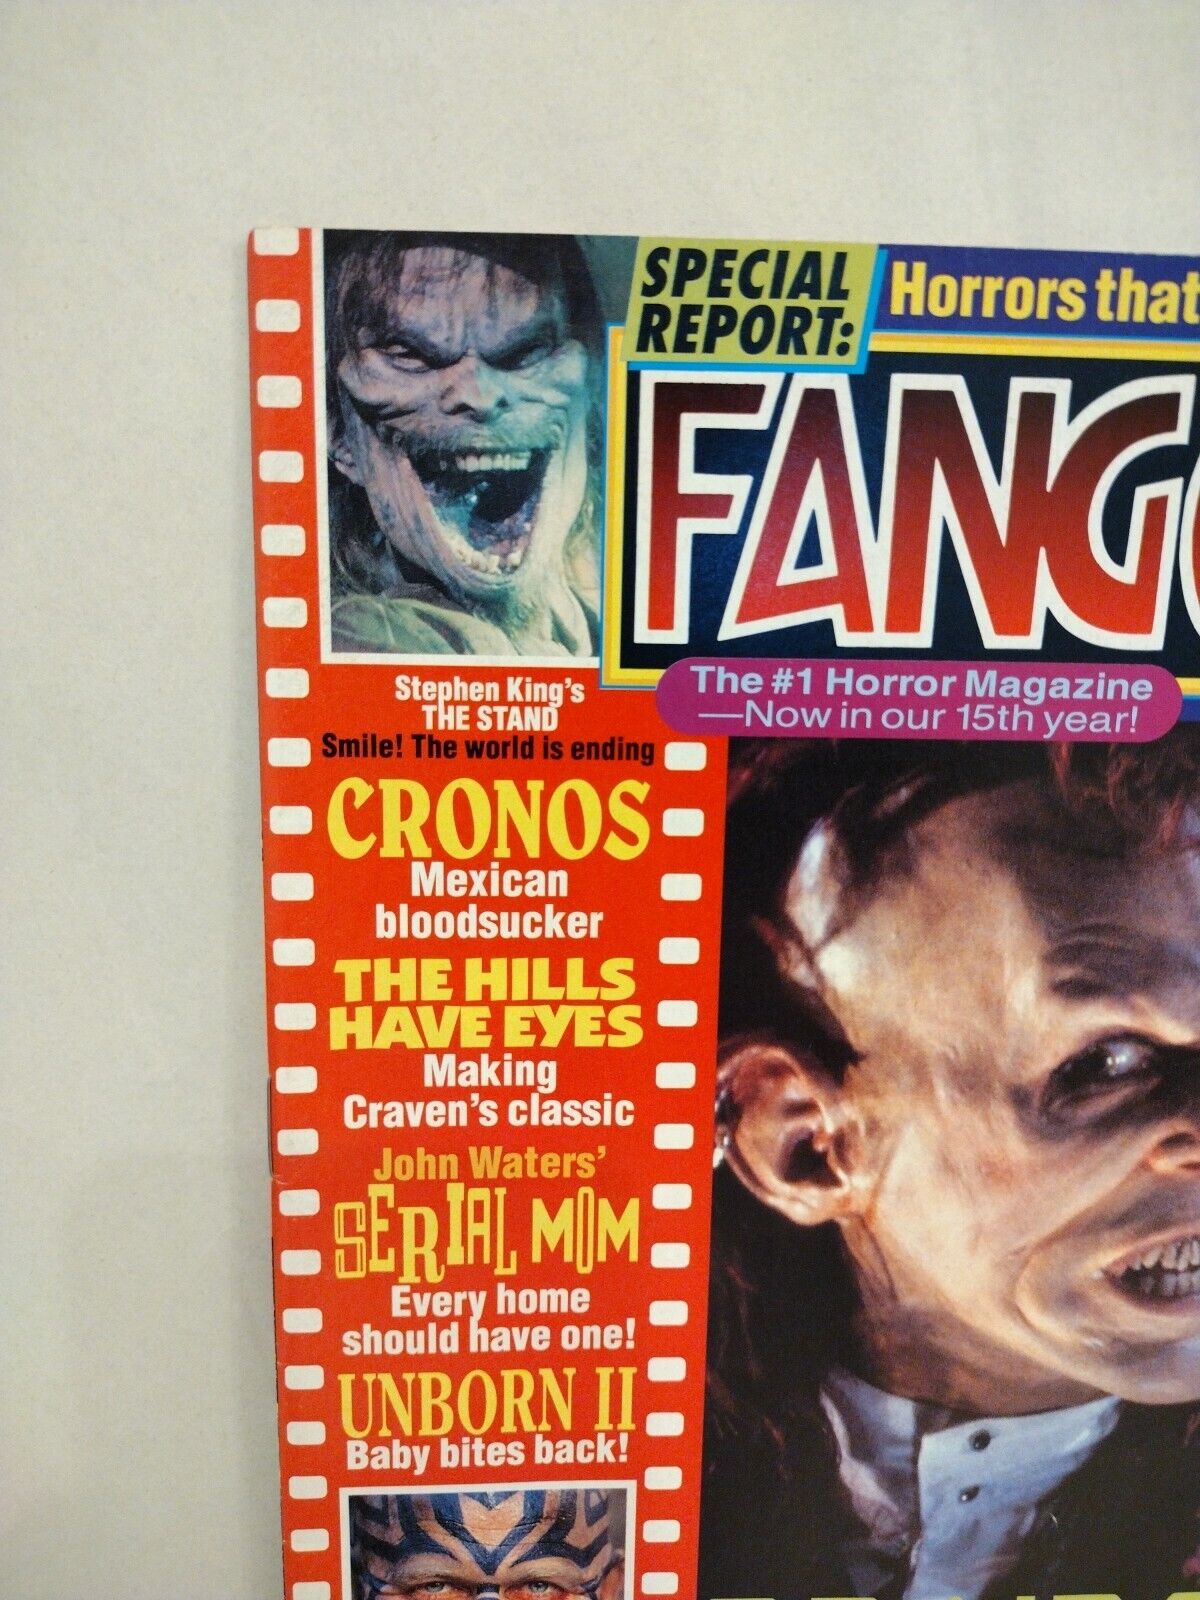 SPECIAL
REPORT:
Horrors that
FANG
The #1 Horror Magazine
—Now in our 15th year!
Stephen King's
THE STAND
Smile! The world is ending
CRONOS
Mexican
bloodsucker
THE HILLS
HAVE EYES
Making
Craven's classic
John Waters'
SERIAL MOM
Every home
should have one!
UNBORN II
Baby bites back!